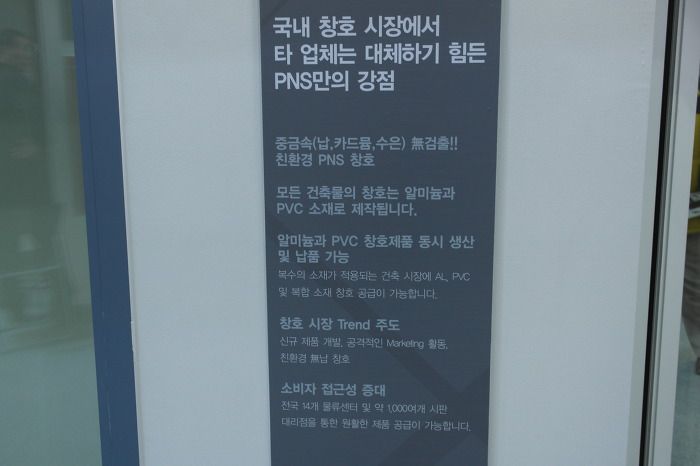 국내 창호 시장에서
타 업체는 대체하기 힘든
PNS만의 강점
중금속(납,카드뮴,수은) 無검출!!
친환경 PNS 창호
모든 건축물의 창호는 알미늄과
PVC 소재로 제작됩니다.
알미늄과 PVC 창호제품 동시 생산
및 납품 가능
복수의 소재가 적용되는 건축 시장에 AL, PVC
및 복합 소재 창호 공급이 가능합니다.
창호 시장 Trend 주도
신규 제품 개발, 공격적인 Marketing 활동,
친환경 無납 창호
소비자 접근성 증대
전국 14개 물류센터 및 약 1,000여개 시판
대리점을 통한 원활한 제품 공급이 가능합니다.